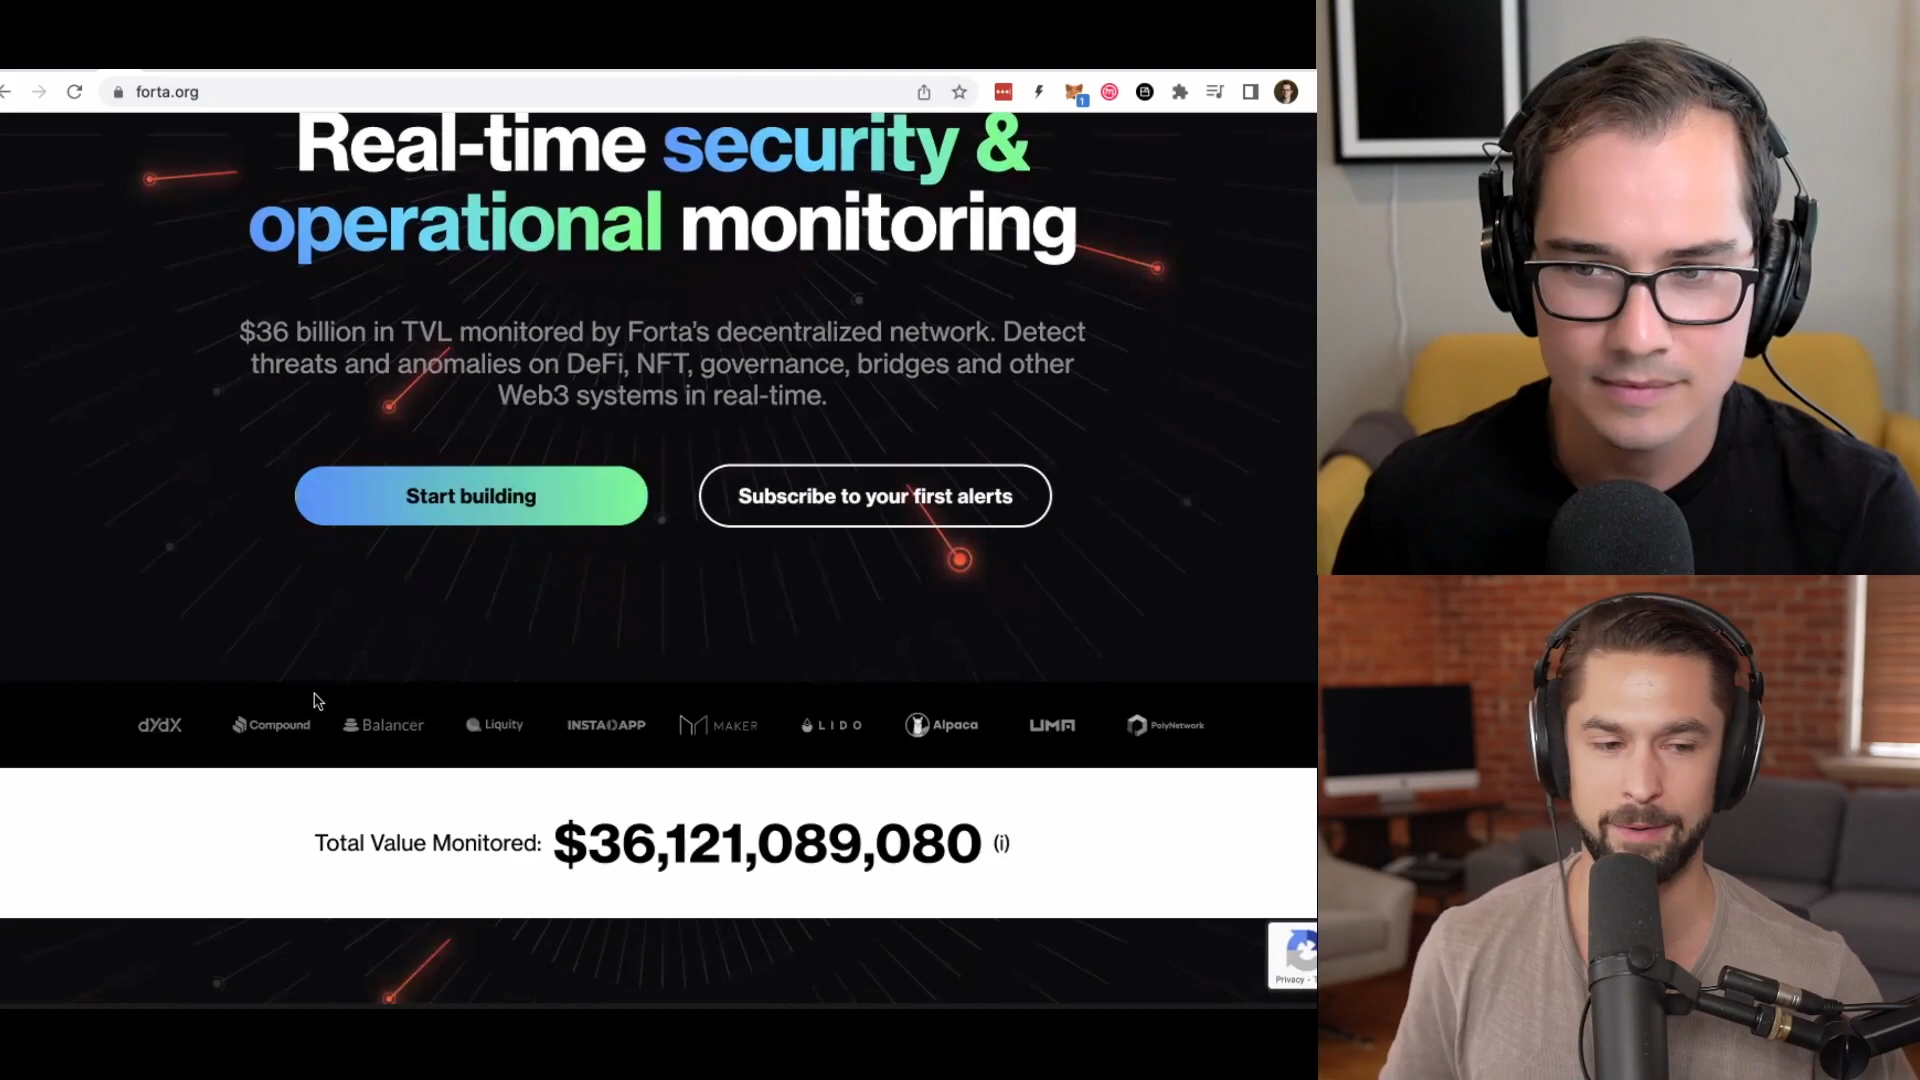 forta.org
1
Real-time security &
operational monitoring
$36 billion in TVL monitored by Forta's decentralized network. Detect
threats and anomalies on DeFi, NFT, governance, bridges and other
Web3 systems in real-time.
Start building
Subscribe to your first alerts
dYdX Compound Balancer Liquity INSTADAPP MAKER LIDO Alpaca UMA PolyNetwork
Total Value Monitored: $36,121,089,080 (i)
Privacy -